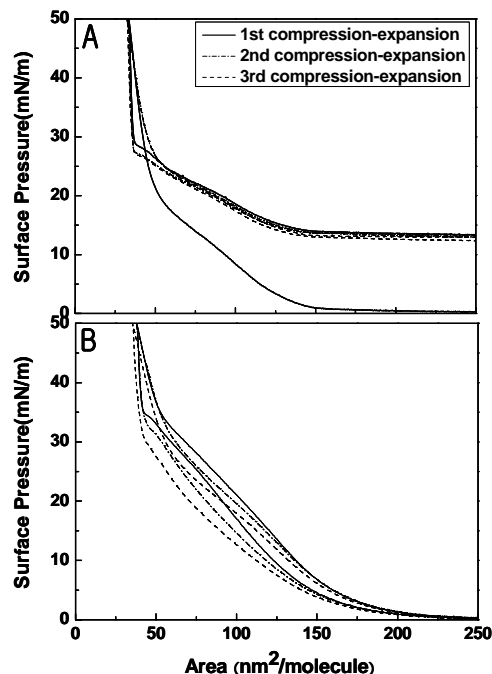 A
1st compression-expansion
2nd compression-expansion
3rd compression-expansion
Surface Pressure(mN/m)
50
40
30
20
10
0
B
Surface Pressure(mN/m)
50
40
30
20
10
0
0 50 100 150 200 250
Area (nm²/molecule)